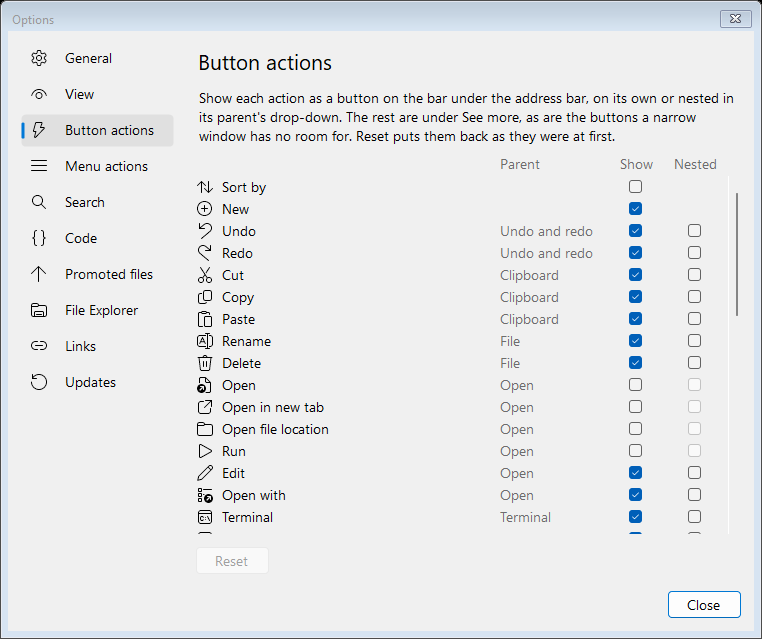 Options
General
View
Button actions
Menu actions
Search
Code
Promoted files
File Explorer
Links
Updates
Button actions
Show each action as a button on the bar under the address bar, on its own or nested in
its parent's drop-down. The rest are under See more, as are the buttons a narrow
window has no room for. Reset puts them back as they were at first.
Parent Show Nested
Sort by
New
Undo Undo and redo
Redo Undo and redo
Cut Clipboard
Copy Clipboard
Paste Clipboard
Rename File
Delete File
Open Open
Open in new tab Open
Open file location Open
Run Open
Edit Open
Open with Open
Terminal Terminal
Reset
Close